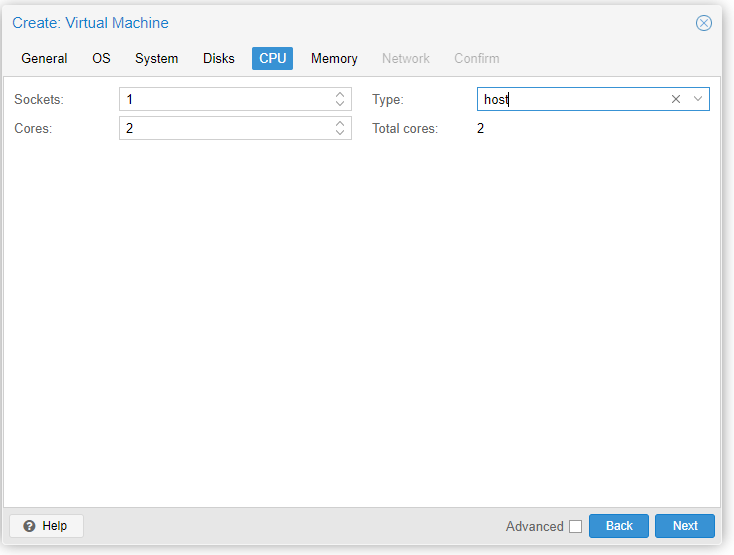 Create: Virtual Machine
General OS System Disks CPU Memory Network Confirm
Sockets: 1 Type: host
Cores: 2 Total cores: 2
Help Advanced Back Next